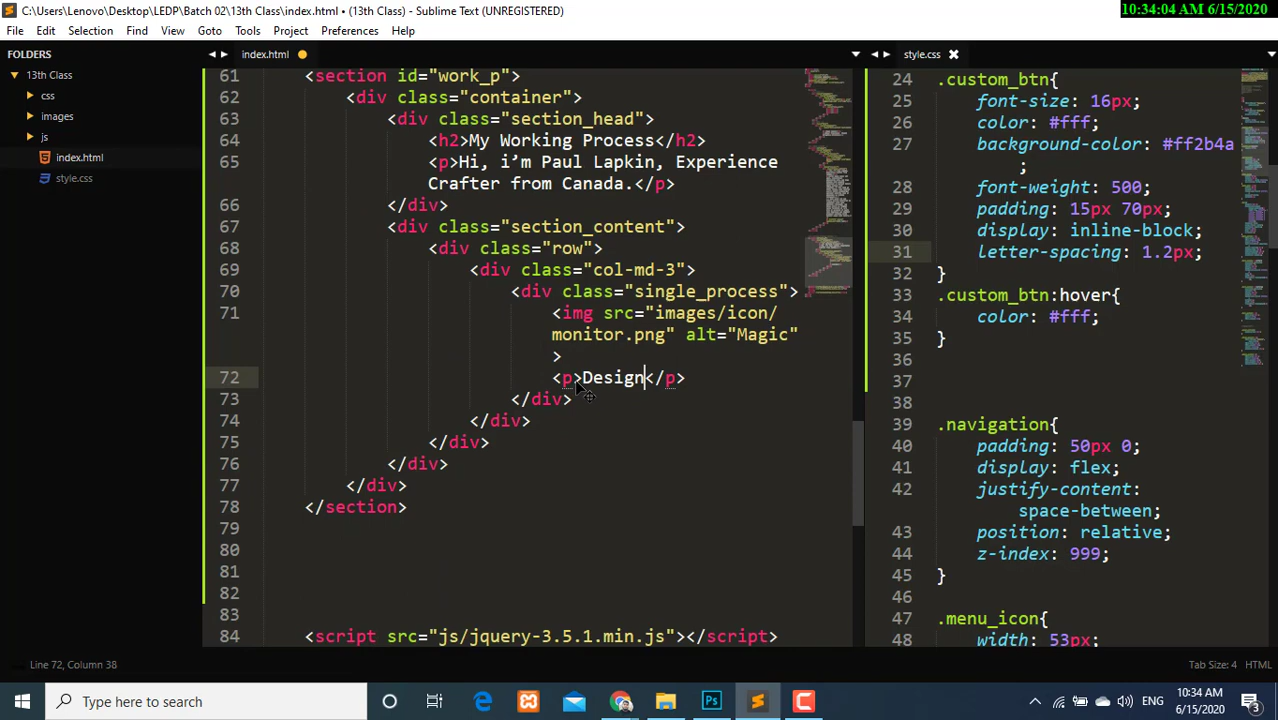 C:\Users\Lenovo\Desktop\LEDP\Batch 02\13th Class\index.html • (13th Class) - Sublime Text (UNREGISTERED)
10:34:04 AM 6/15/2020
File Edit Selection Find View Goto Tools Project Preferences Help
FOLDERS
13th Class
css
images
js
index.html
style.css
index.html
61 <section id="work_p">
62 <div class="container">
63 <div class="section_head">
64 <h2>My Working Process</h2>
65 <p>Hi, i’m Paul Lapkin, Experience
Crafter from Canada.</p>
66 </div>
67 <div class="section_content">
68 <div class="row">
69 <div class="col-md-3">
70 <div class="single_process">
71 <img src="images/icon/
monitor.png" alt="Magic"
>
72 <p>Design</p>
73 </div>
74 </div>
75 </div>
76 </div>
77 </div>
78 </section>
79
80
81
82
83
84 <script src="js/jquery-3.5.1.min.js"></script>
style.css
24 .custom_btn{
25 font-size: 16px;
26 color: #fff;
27 background-color: #ff2b4a
;
28 font-weight: 500;
29 padding: 15px 70px;
30 display: inline-block;
31 letter-spacing: 1.2px;
32 }
33 .custom_btn:hover{
34 color: #fff;
35 }
36
37
38
39 .navigation{
40 padding: 50px 0;
41 display: flex;
42 justify-content:
space-between;
43 position: relative;
44 z-index: 999;
45 }
46
47 .menu_icon{
48 width: 53px;
Line 72, Column 38
Tab Size: 4 HTML
Type here to search
ENG
10:34 AM
6/15/2020
3